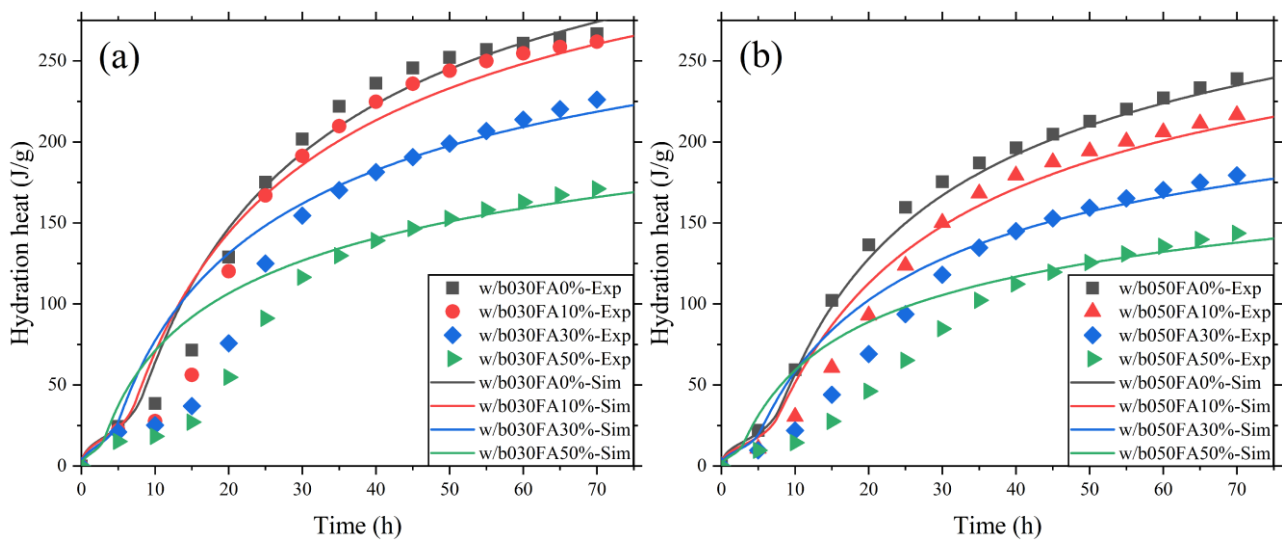 (a)
Hydration heat (J/g)
250
200
150
100
50
0
0 10 20 30 40 50 60 70
Time (h)
w/b030FA0%-Exp
w/b030FA10%-Exp
w/b030FA30%-Exp
w/b030FA50%-Exp
w/b030FA0%-Sim
w/b030FA10%-Sim
w/b030FA30%-Sim
w/b030FA50%-Sim
(b)
Hydration heat (J/g)
250
200
150
100
50
0
0 10 20 30 40 50 60 70
Time (h)
w/b050FA0%-Exp
w/b050FA10%-Exp
w/b050FA30%-Exp
w/b050FA50%-Exp
w/b050FA0%-Sim
w/b050FA10%-Sim
w/b050FA30%-Sim
w/b050FA50%-Sim